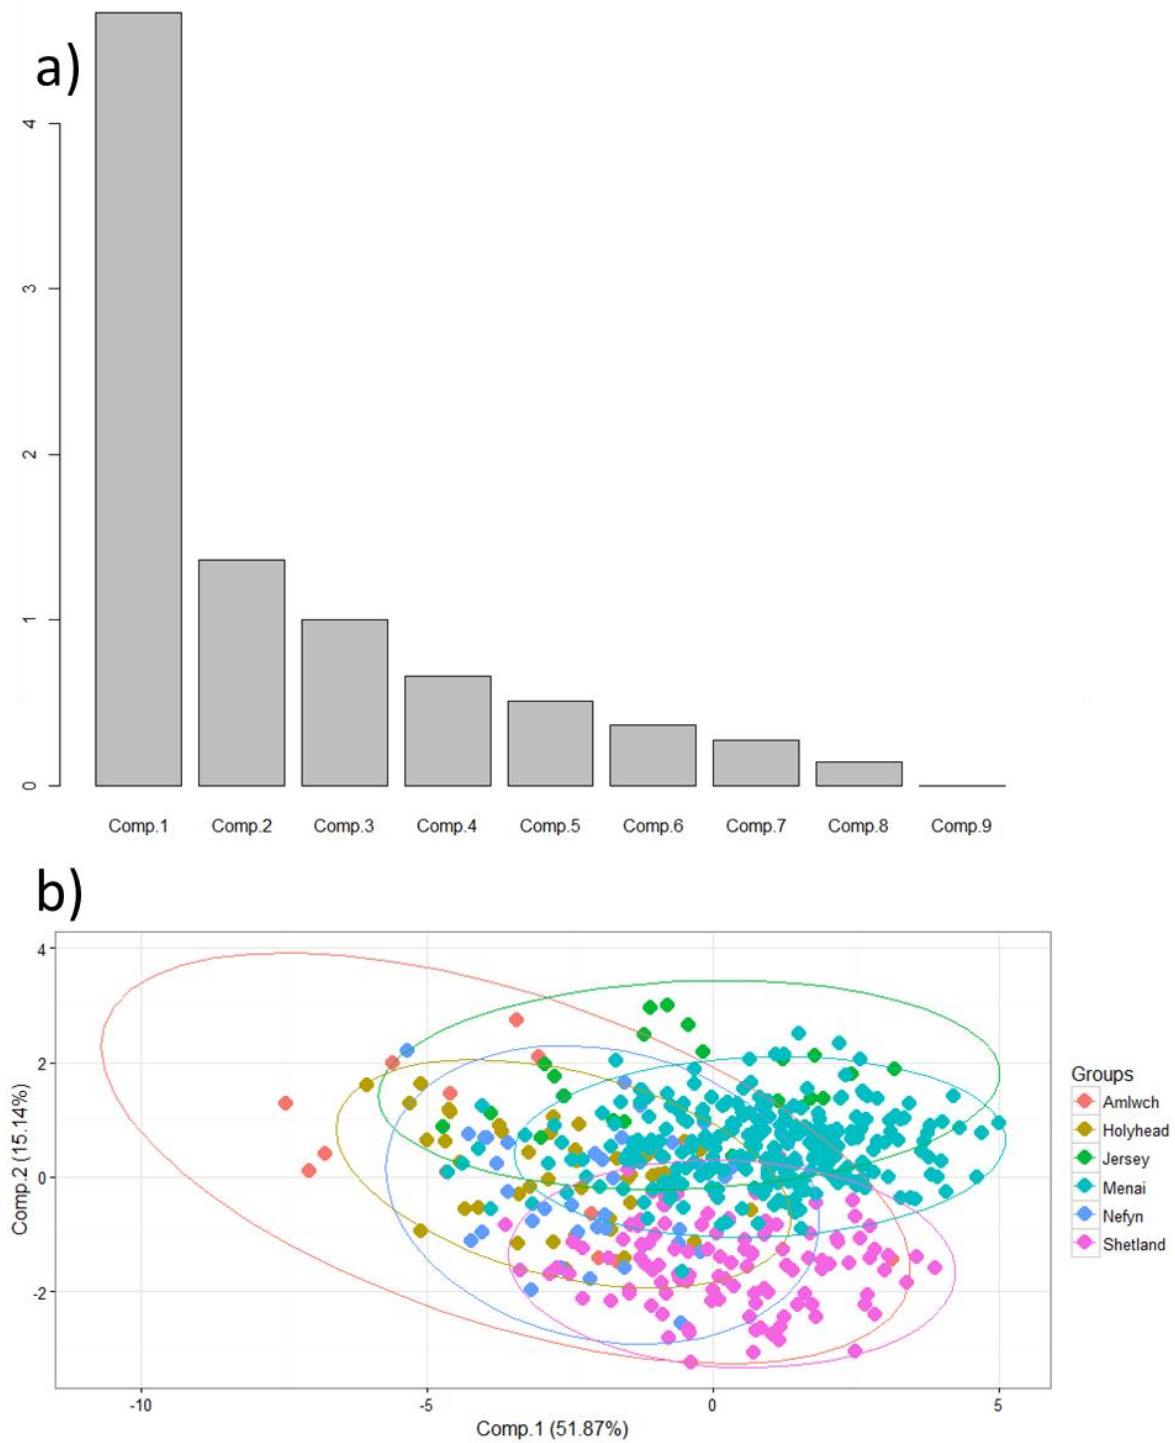 a)
4
3
2
1
0
Comp.1 Comp.2 Comp.3 Comp.4 Comp.5 Comp.6 Comp.7 Comp.8 Comp.9
b)
4
2
0
-2
Comp.2 (15.14%)
-10 -5 0 5
Comp.1 (51.87%)
Groups
Amlwch
Holyhead
Jersey
Menai
Nefyn
Shetland